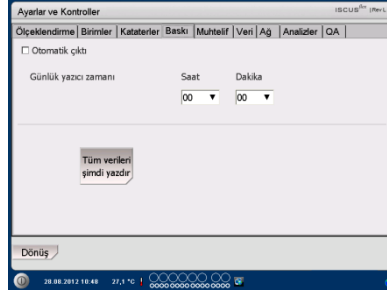 Ayarlar ve Kontroller
ISCUS
Ölçeklendirme Birimler Kataterler Baskı Muhtelif Veri Ağ Analizler QA
Otomatik çıktı
Günlük yazıcı zamanı Saat Dakika
00 00
Tüm verileri
şimdi yazdır
Dönüş
28.08.2012 10:48 27,1 °C